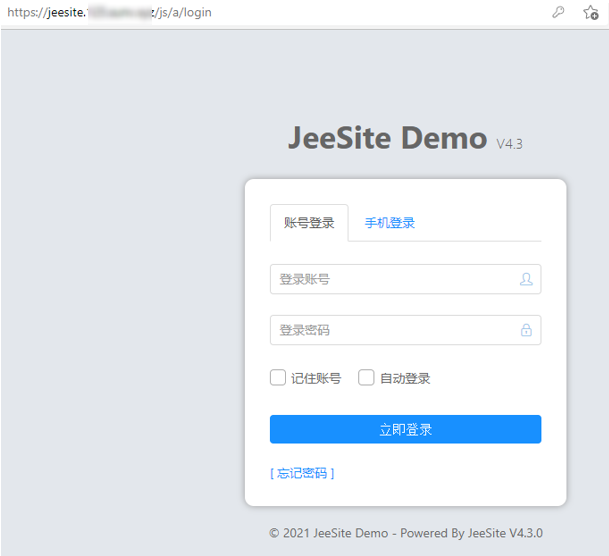 https://jeesite. /js/a/login
JeeSite Demo V4.3
账号登录 手机登录
登录账号
登录密码
记住账号 自动登录
立即登录
[ 忘记密码 ]
© 2021 JeeSite Demo - Powered By JeeSite V4.3.0